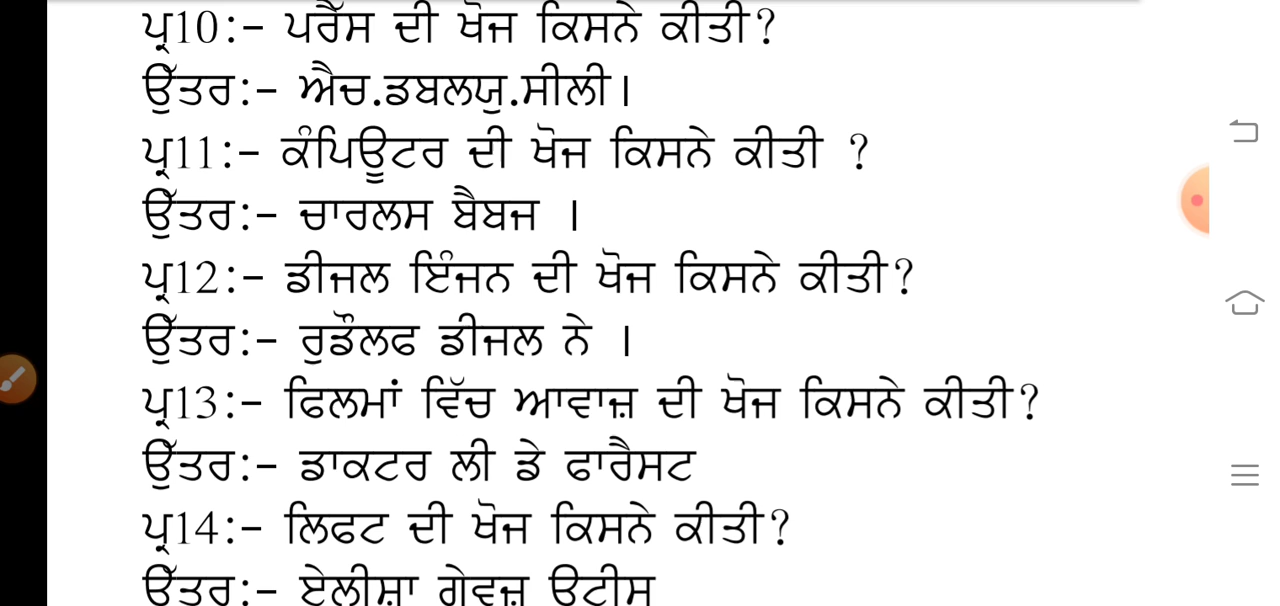 ਪ੍ਰ10:- ਪਰੈੱਸ ਦੀ ਖੋਜ ਕਿਸਨੇ ਕੀਤੀ?
ਉੱਤਰ:- ਐਚ.ਡਬਲਯੁ.ਸੀਲੀ।
ਪ੍ਰ11:- ਕੰਪਿਊਟਰ ਦੀ ਖੋਜ ਕਿਸਨੇ ਕੀਤੀ ?
ਉੱਤਰ:- ਚਾਰਲਸ ਬੈਬਜ ।
ਪ੍ਰ12:- ਡੀਜਲ ਇੰਜਨ ਦੀ ਖੋਜ ਕਿਸਨੇ ਕੀਤੀ?
ਉੱਤਰ:- ਰੁਡੌਲਫ ਡੀਜਲ ਨੇ ।
ਪ੍ਰ13:- ਫਿਲਮਾਂ ਵਿੱਚ ਆਵਾਜ਼ ਦੀ ਖੋਜ ਕਿਸਨੇ ਕੀਤੀ?
ਉੱਤਰ:- ਡਾਕਟਰ ਲੀ ਡੇ ਫਾਰੈਸਟ
ਪ੍ਰ14:- ਲਿਫਟ ਦੀ ਖੋਜ ਕਿਸਨੇ ਕੀਤੀ?
ਉੱਤਰ:- ਏਲੀਸ਼ਾ ਗੇਵਜ਼ ਓਟੀਸ